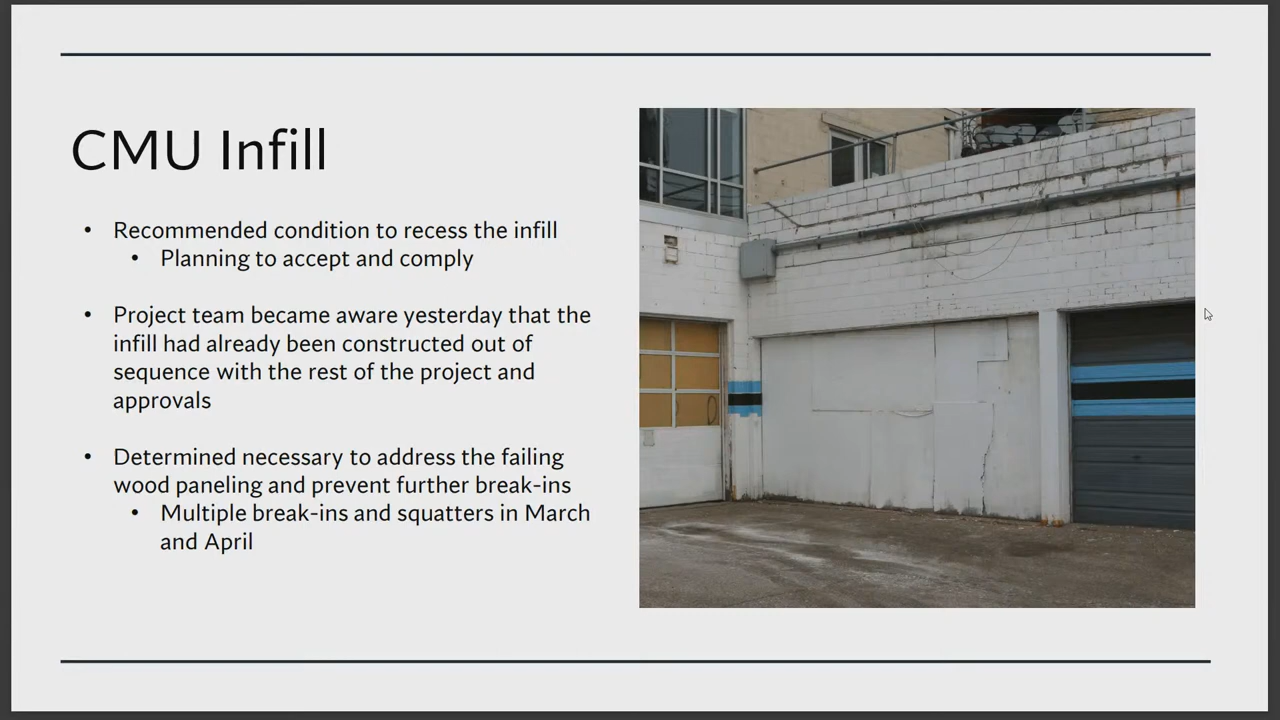 CMU Infill
• Recommended condition to recess the infill
• Planning to accept and comply
• Project team became aware yesterday that the
infill had already been constructed out of
sequence with the rest of the project and
approvals
• Determined necessary to address the failing
wood paneling and prevent further break-ins
• Multiple break-ins and squatters in March
and April